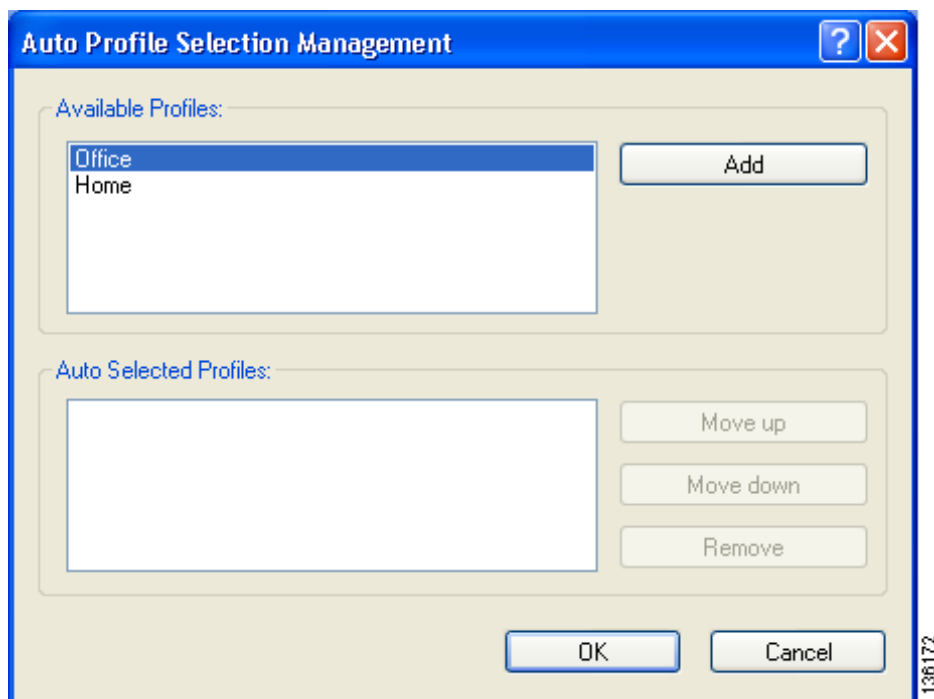 Auto Profile Selection Management
?
Available Profiles:
Office
Home
Add
Auto Selected Profiles:
Move up
Move down
Remove
OK
Cancel
136172